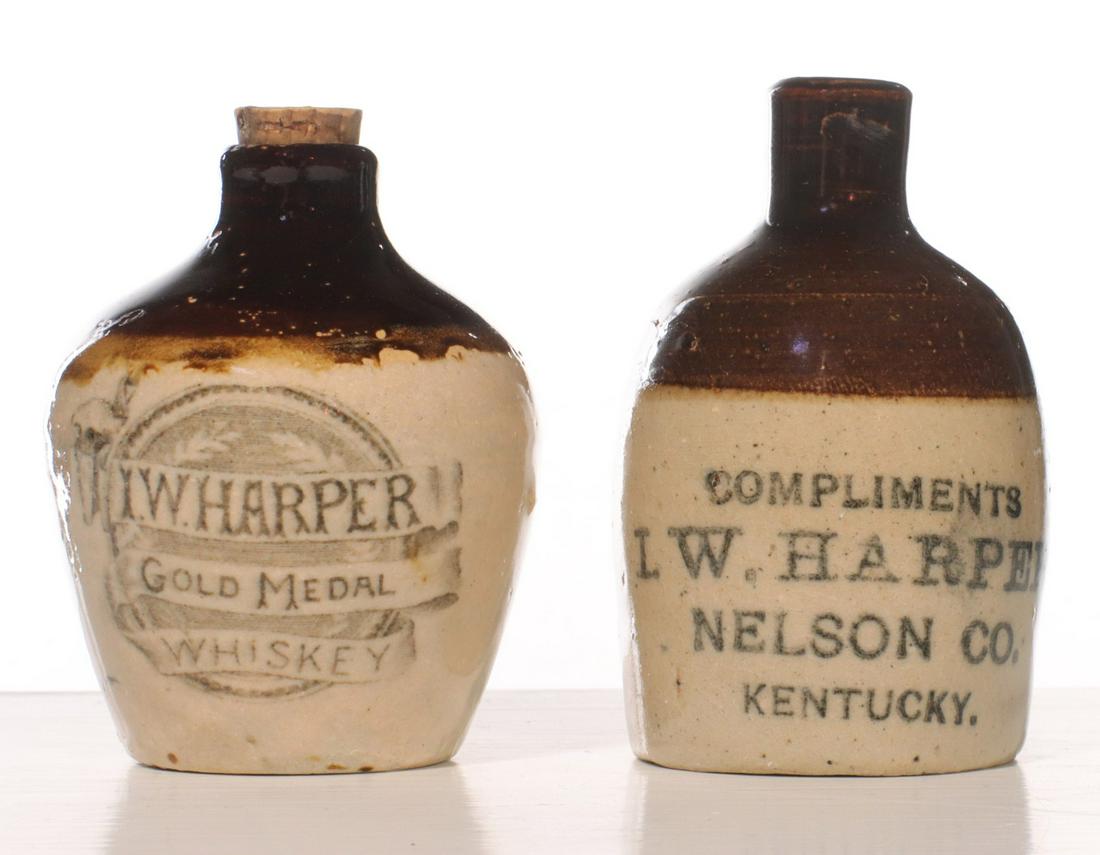 I.W. HARPER
GOLD MEDAL
WHISKEY
COMPLIMENTS
I. W. HARPER
NELSON CO.
KENTUCKY.